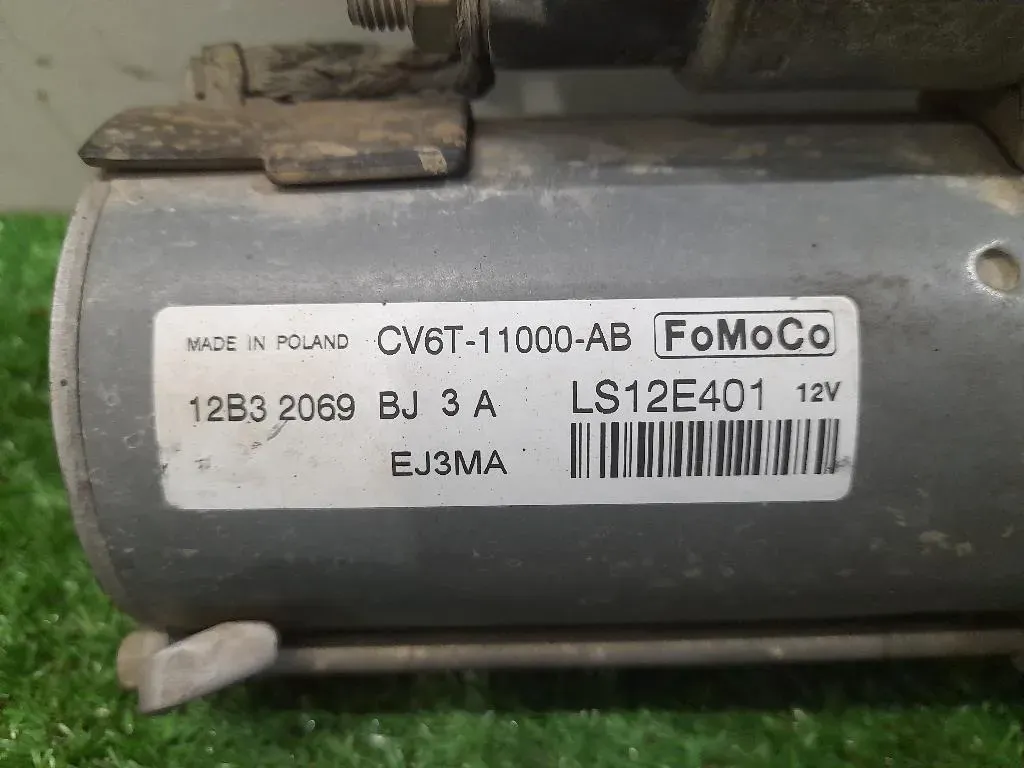 MADE IN POLAND CV6T-11000-AB FoMoCo
12B3 2069 BJ 3 A LS12E401 12V
EJ3MA